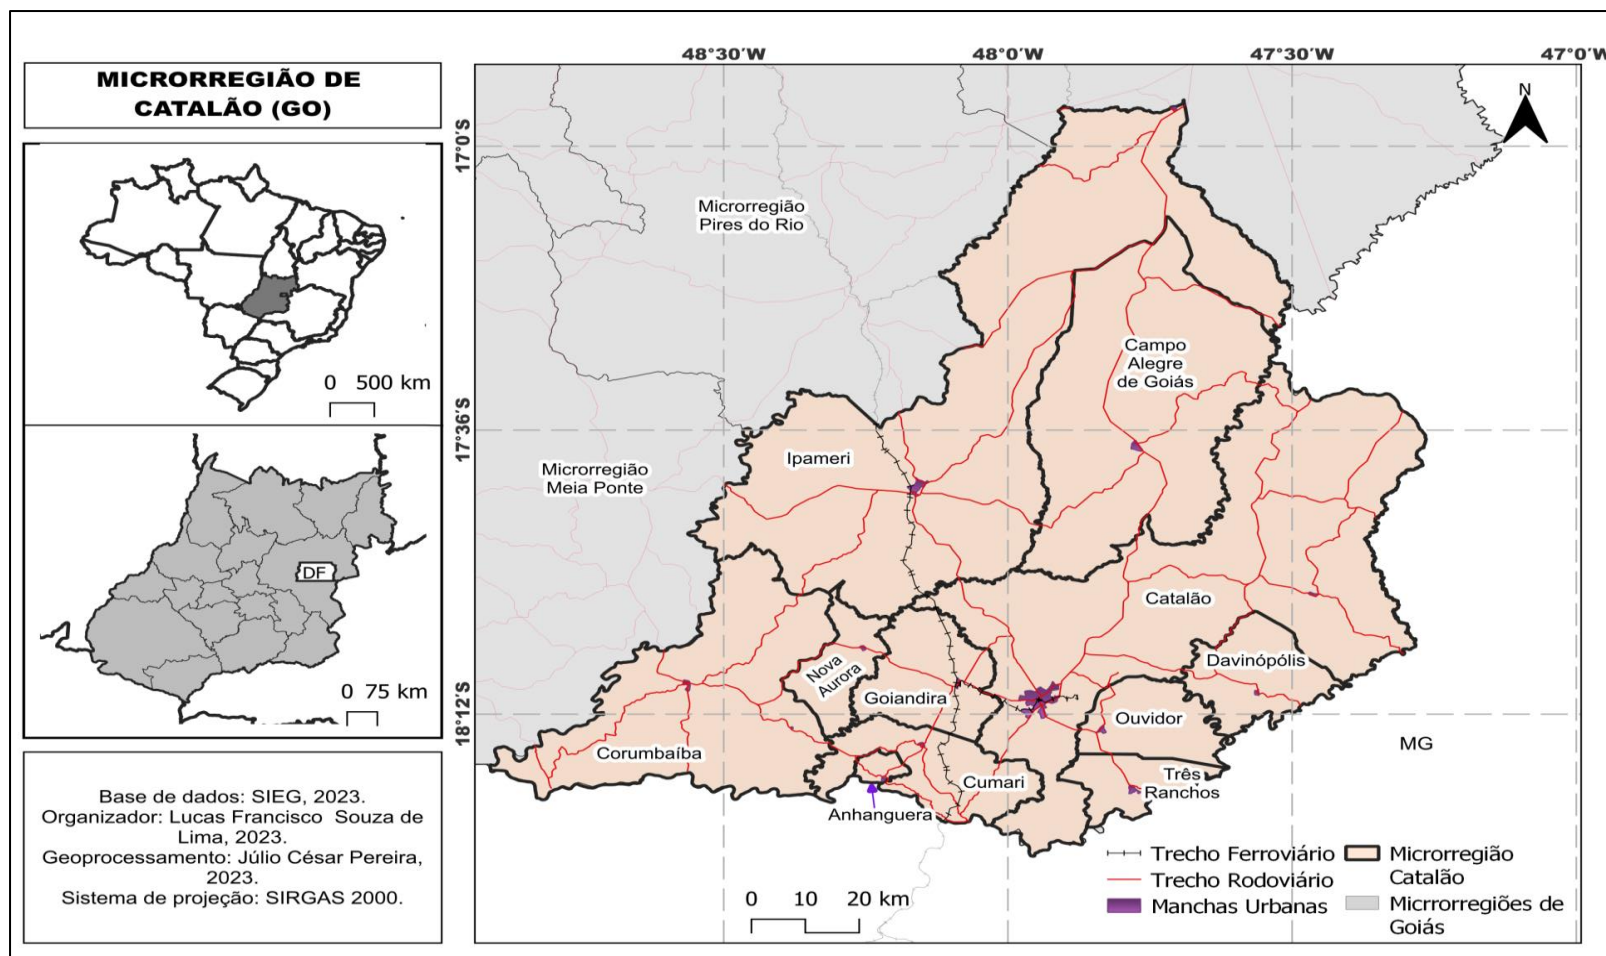 MICRORREGIÃO DE
CATALÃO (GO)
0 500 km
DF
0 75 km
Base de dados: SIEG, 2023.
Organizador: Lucas Francisco Souza de
Lima, 2023.
Geoprocessamento: Júlio César Pereira,
2023.
Sistema de projeção: SIRGAS 2000.
48°30'W
48°0'W
47°30'W
47°0'W
17°0'S
17°36'S
18°12'S
N
Microrregião
Pires do Rio
Campo
Alegre
de Goiás
Ipameri
Microrregião
Meia Ponte
Catalão
Davinópólis
Nova
Aurora
Goiandira
Ouvidor
Corumbaíba
MG
Cumari
Três
Ranchos
Anhanguera
0 10 20 km
Trecho Ferroviário
Trecho Rodoviário
Manchas Urbanas
Microrregião
Catalão
Micrrorregiões de
Goiás